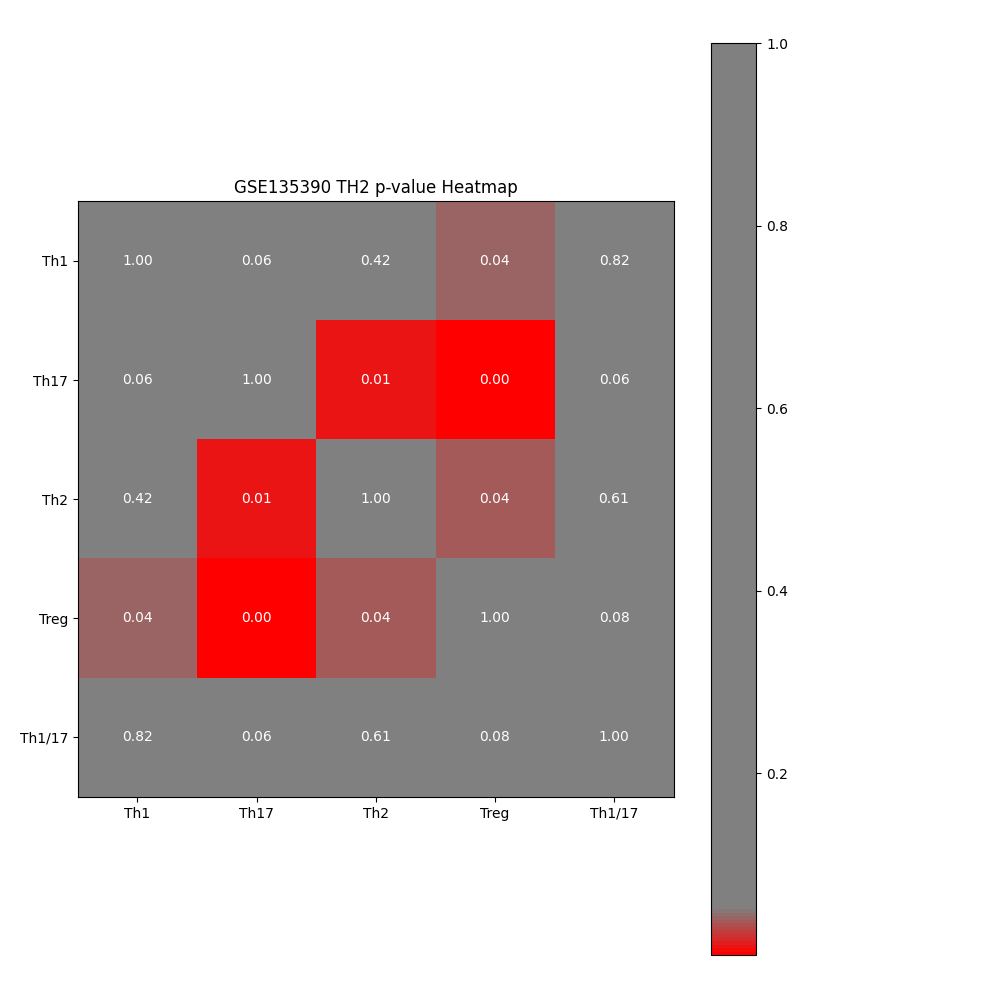 GSE135390 TH2 p-value Heatmap
Th1 1.00 0.06 0.42 0.04 0.82
Th17 0.06 1.00 0.01 0.00 0.06
Th2 0.42 0.01 1.00 0.04 0.61
Treg 0.04 0.00 0.04 1.00 0.08
Th1/17 0.82 0.06 0.61 0.08 1.00
Th1 Th17 Th2 Treg Th1/17
1.0
0.8
0.6
0.4
0.2